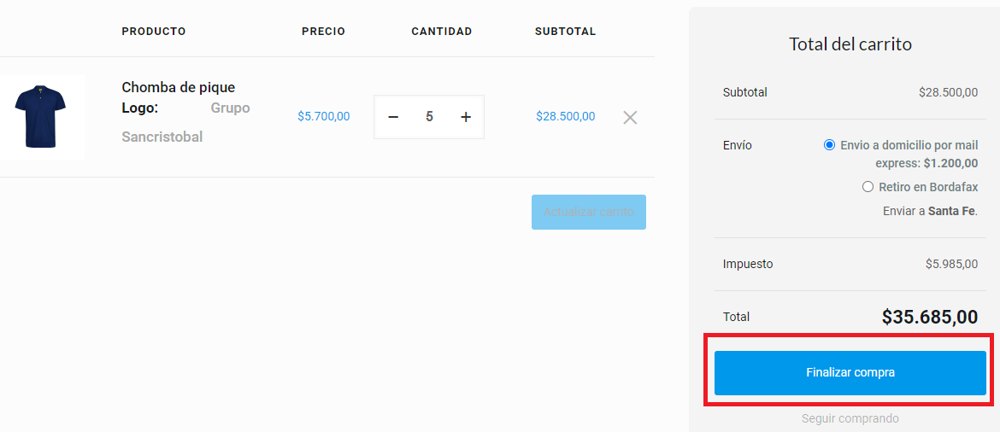 PRODUCTO PRECIO CANTIDAD SUBTOTAL
Chomba de pique
Logo: Grupo
Sancristobal
$5.700,00 − 5 + $28.500,00 ×
Actualizar carrito
Total del carrito
Subtotal $28.500,00
Envío Envio a domicilio por mail
express: $1.200,00
Retiro en Bordafax
Enviar a Santa Fe.
Impuesto $5.985,00
Total $35.685,00
Finalizar compra
Seguir comprando